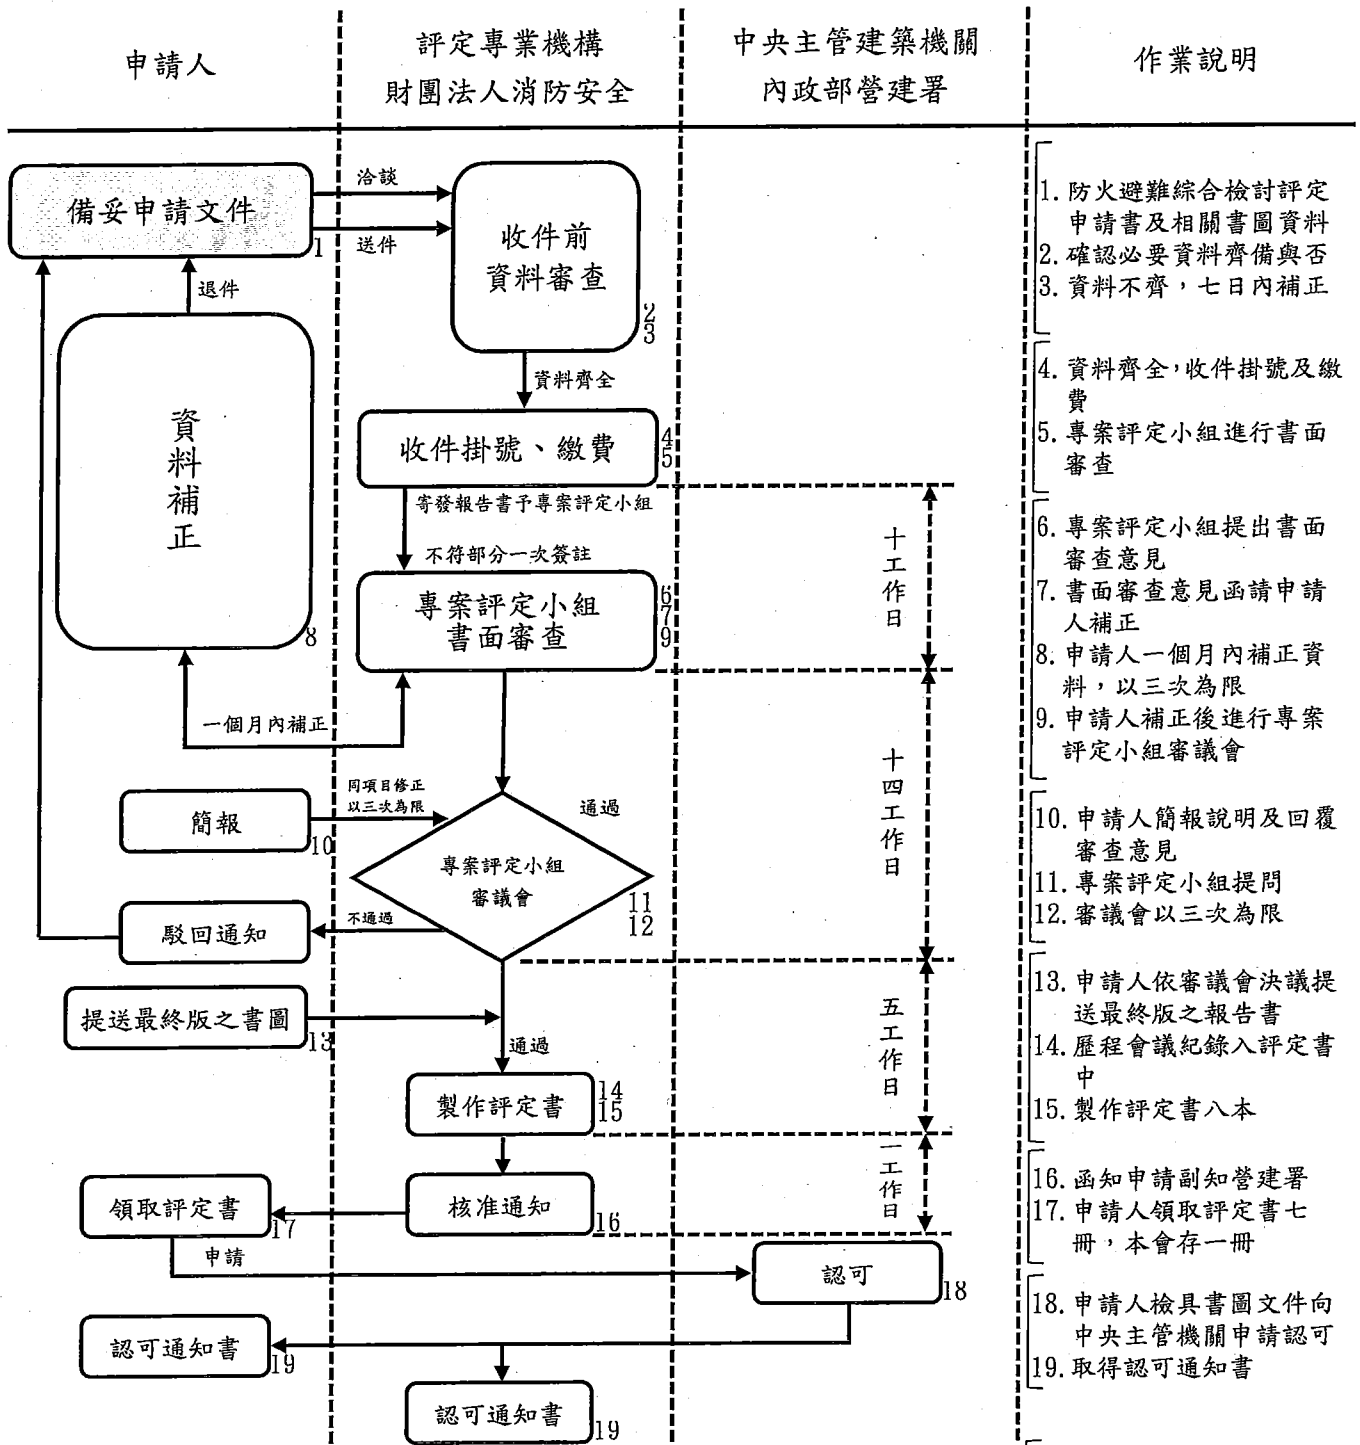 申請人
評定專業機構
財團法人消防安全
中央主管建築機關
內政部營建署
作業說明
備妥申請文件
1
洽談
送件
收件前
資料審查
2
3
退件
資料補正
8
資料齊全
收件掛號、繳費
4
5
寄發報告書予專案評定小組
不符部分一次簽註
專案評定小組
書面審查
6
7
9
十工作日
一個月內補正
十四工作日
簡報
10
同項目修正
以三次為限
通過
專案評定小組
審議會
11
12
不通過
駁回通知
提送最終版之書圖
13
通過
五工作日
製作評定書
14
15
一工作日
核准通知
16
領取評定書
17
申請
認可
18
認可通知書
19
認可通知書
19
1. 防火避難綜合檢討評定
申請書及相關書圖資料
2. 確認必要資料齊備與否
3. 資料不齊，七日內補正
4. 資料齊全，收件掛號及繳
費
5. 專案評定小組進行書面
審查
6. 專案評定小組提出書面
審查意見
7. 書面審查意見函請申請
人補正
8. 申請人一個月內補正資
料，以三次為限
9. 申請人補正後進行專案
評定小組審議會
10. 申請人簡報說明及回覆
審查意見
11. 專案評定小組提問
12. 審議會以三次為限
13. 申請人依審議會決議提
送最終版之報告書
14. 歷程會議紀錄入評定書
中
15. 製作評定書八本
16. 函知申請副知營建署
17. 申請人領取評定書七
冊，本會存一冊
18. 申請人檢具書圖文件向
中央主管機關申請認可
19. 取得認可通知書